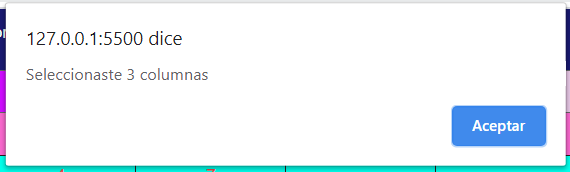 127.0.0.1:5500 dice
Seleccionaste 3 columnas
Aceptar